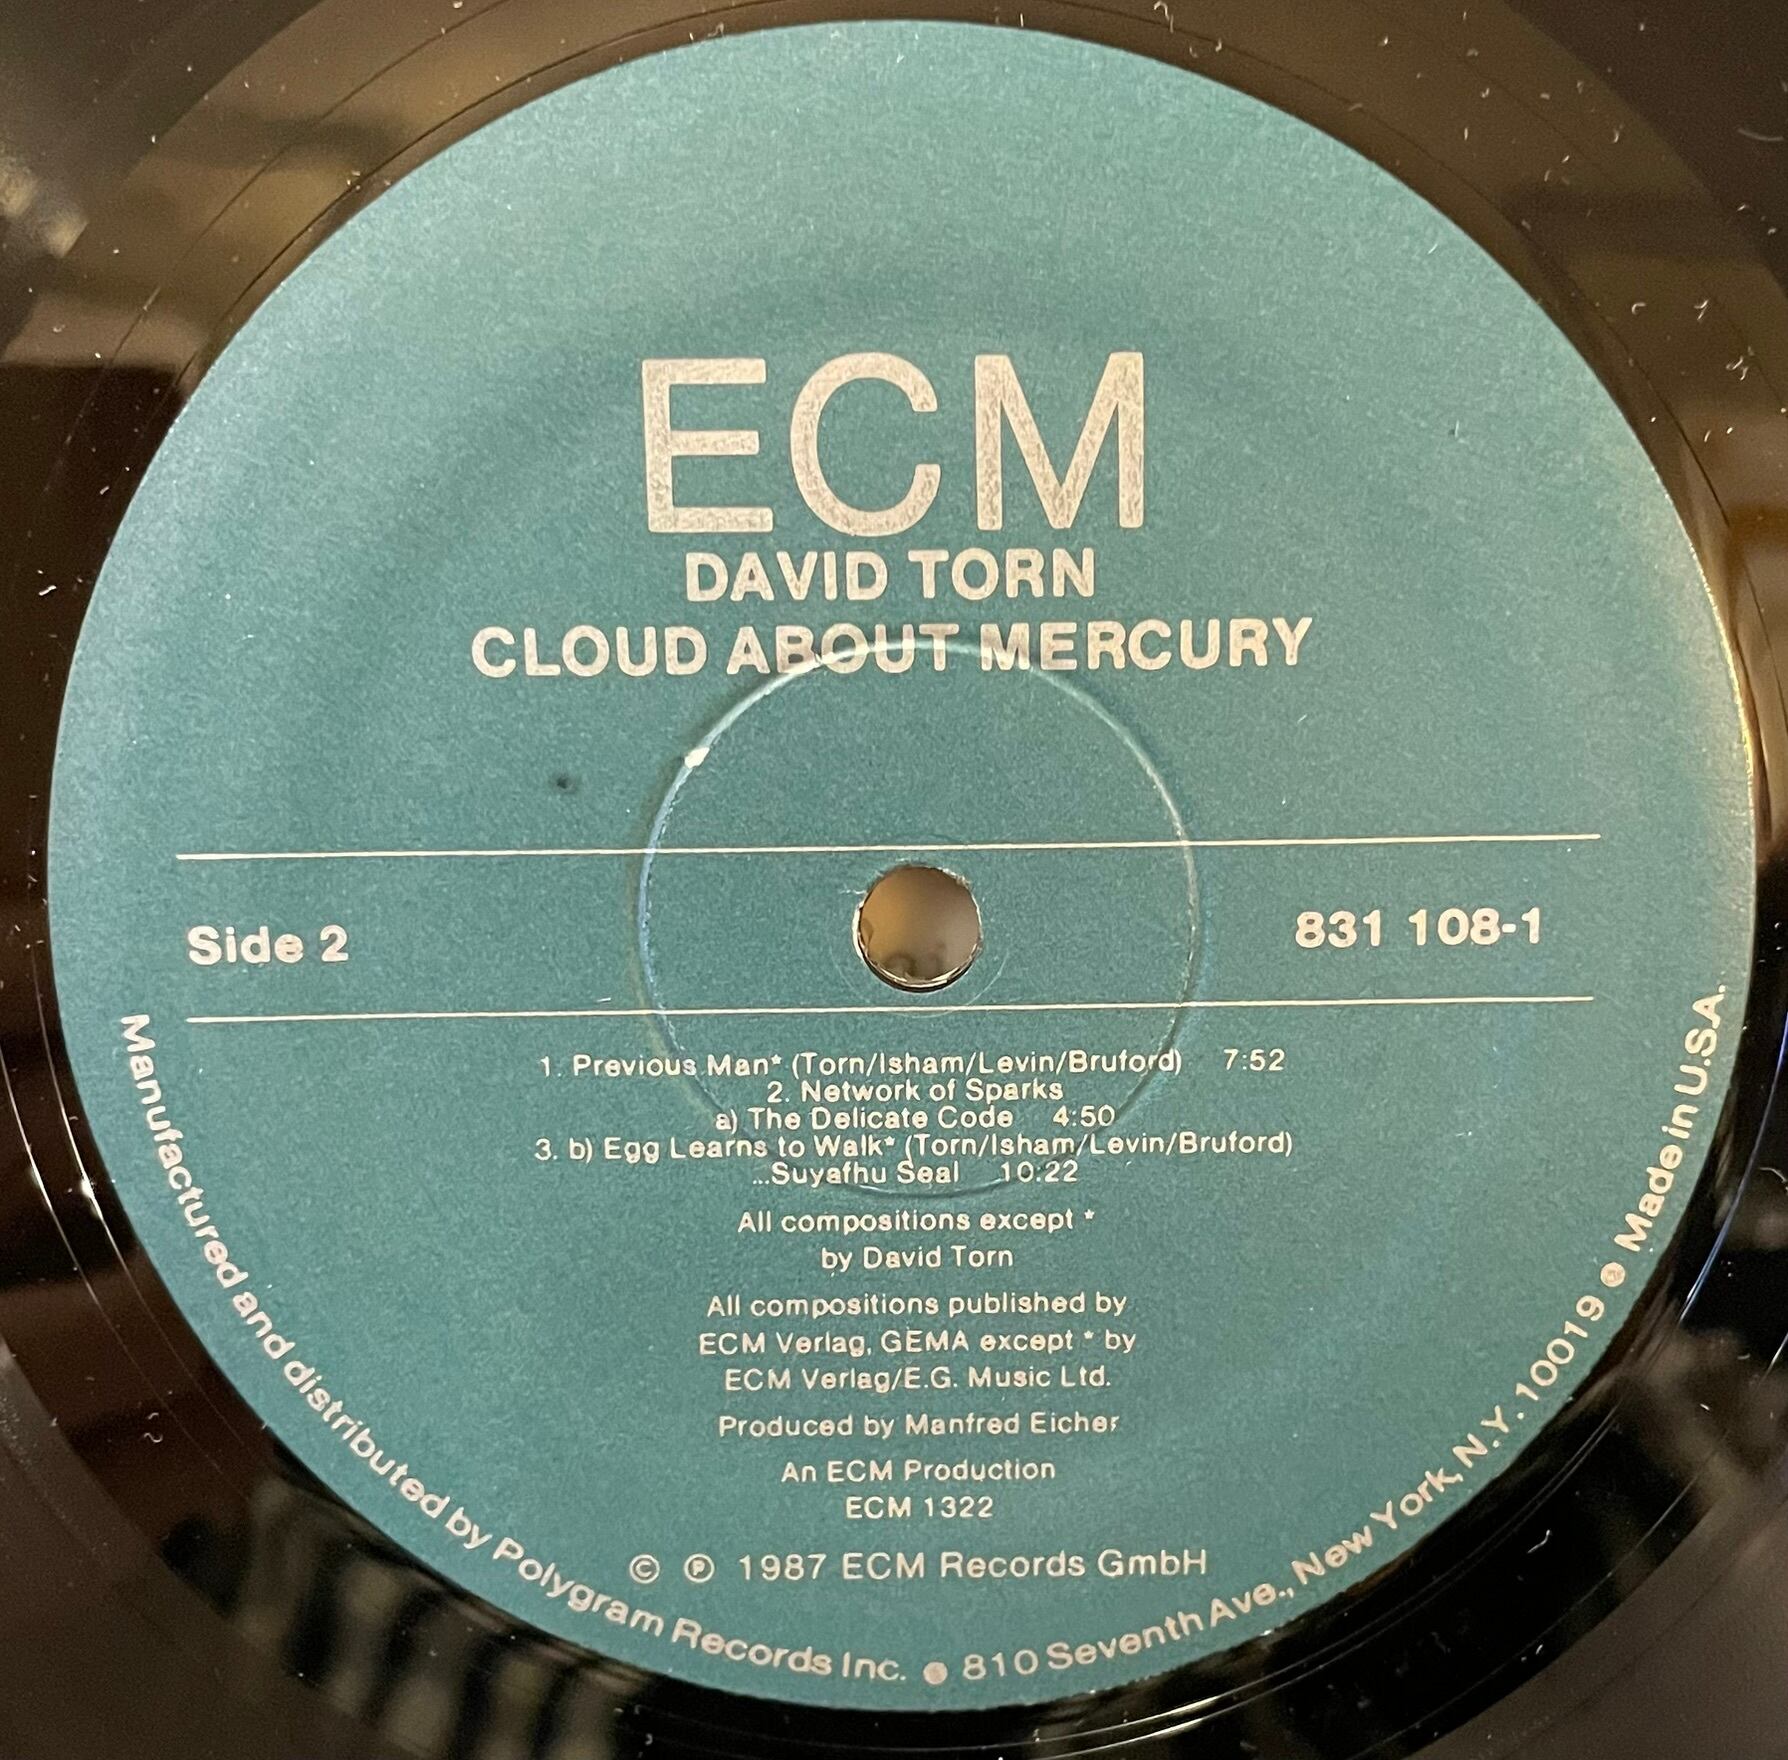 ECM
DAVID TORN
CLOUD ABOUT MERCURY
Side 2
831 108-1
1. Previous Man* (Torn/Isham/Levin/Bruford) 7:52
2. Network of Sparks
a) The Delicate Code 4:50
3. b) Egg Learns to Walk* (Torn/Isham/Levin/Bruford)
...Suyafhu Seal 10:22
All compositions except *
by David Torn
All compositions published by
ECM Verlag, GEMA except * by
ECM Verlag/E.G. Music Ltd.
Produced by Manfred Eicher
An ECM Production
ECM 1322
© ℗ 1987 ECM Records GmbH
Manufactured and distributed by Polygram Records Inc. ● 810 Seventh Ave., New York, N.Y. 10019 ● Made in U.S.A.